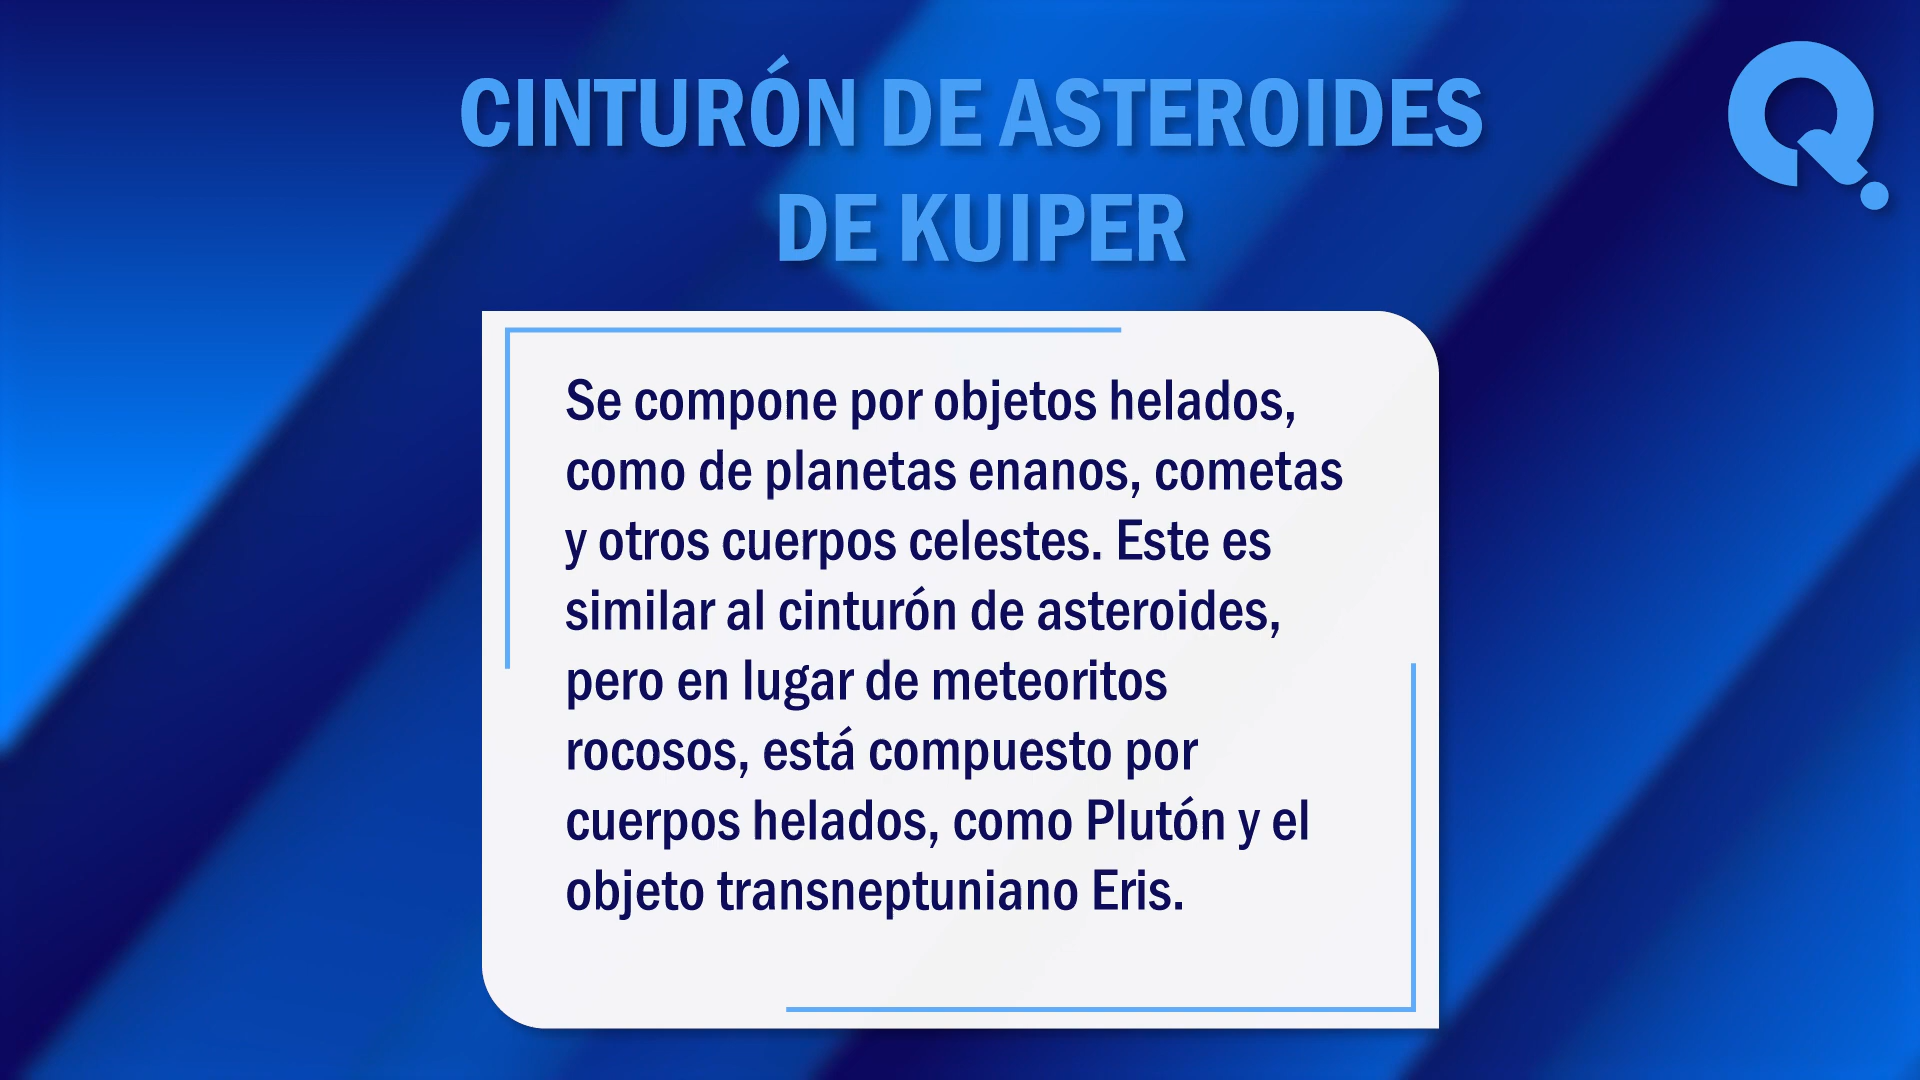 CINTURÓN DE ASTEROIDES
DE KUIPER
Se compone por objetos helados,
como de planetas enanos, cometas
y otros cuerpos celestes. Este es
similar al cinturón de asteroides,
pero en lugar de meteoritos
rocosos, está compuesto por
cuerpos helados, como Plutón y el
objeto transneptuniano Eris.